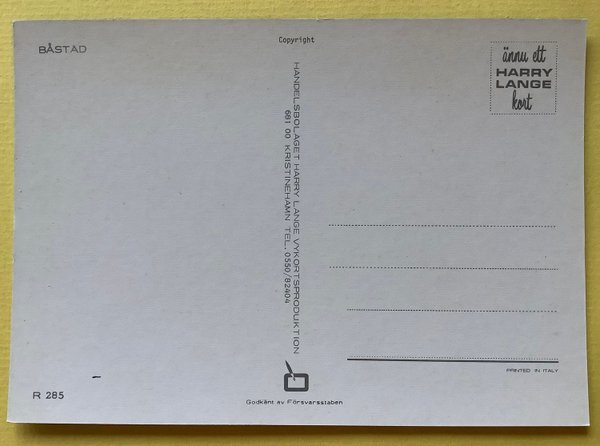 BÅSTAD
Copyright
ännu ett
HARRY
LANGE
kort
HANDELSBOLAGET HARRY LANGE VYKORTSPRODUKTION
681 00 KRISTINEHAMN TEL. 0550/82404
PRINTED IN ITALY
R 285
Godkänt av Försvarsstaben